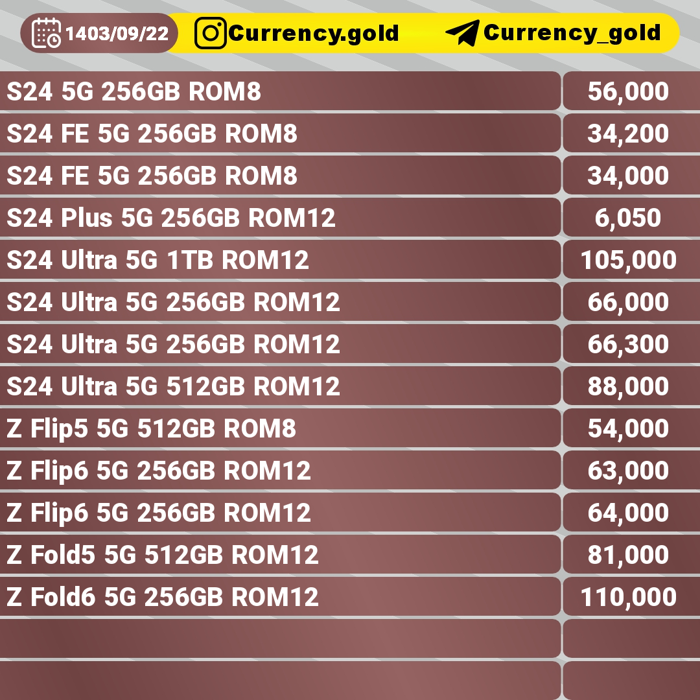 1403/09/22 Currency.gold Currency_gold
S24 5G 256GB ROM8 56,000
S24 FE 5G 256GB ROM8 34,200
S24 FE 5G 256GB ROM8 34,000
S24 Plus 5G 256GB ROM12 6,050
S24 Ultra 5G 1TB ROM12 105,000
S24 Ultra 5G 256GB ROM12 66,000
S24 Ultra 5G 256GB ROM12 66,300
S24 Ultra 5G 512GB ROM12 88,000
Z Flip5 5G 512GB ROM8 54,000
Z Flip6 5G 256GB ROM12 63,000
Z Flip6 5G 256GB ROM12 64,000
Z Fold5 5G 512GB ROM12 81,000
Z Fold6 5G 256GB ROM12 110,000